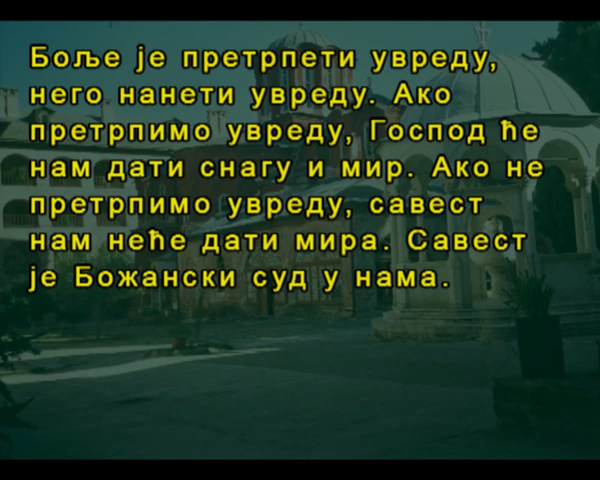 Боље је претрпети увреду,
него нанети увреду. Ако
претрпимо увреду, Господ ће
нам дати снагу и мир. Ако не
претрпимо увреду, савест
нам неће дати мира. Савест
је Божански суд у нама.